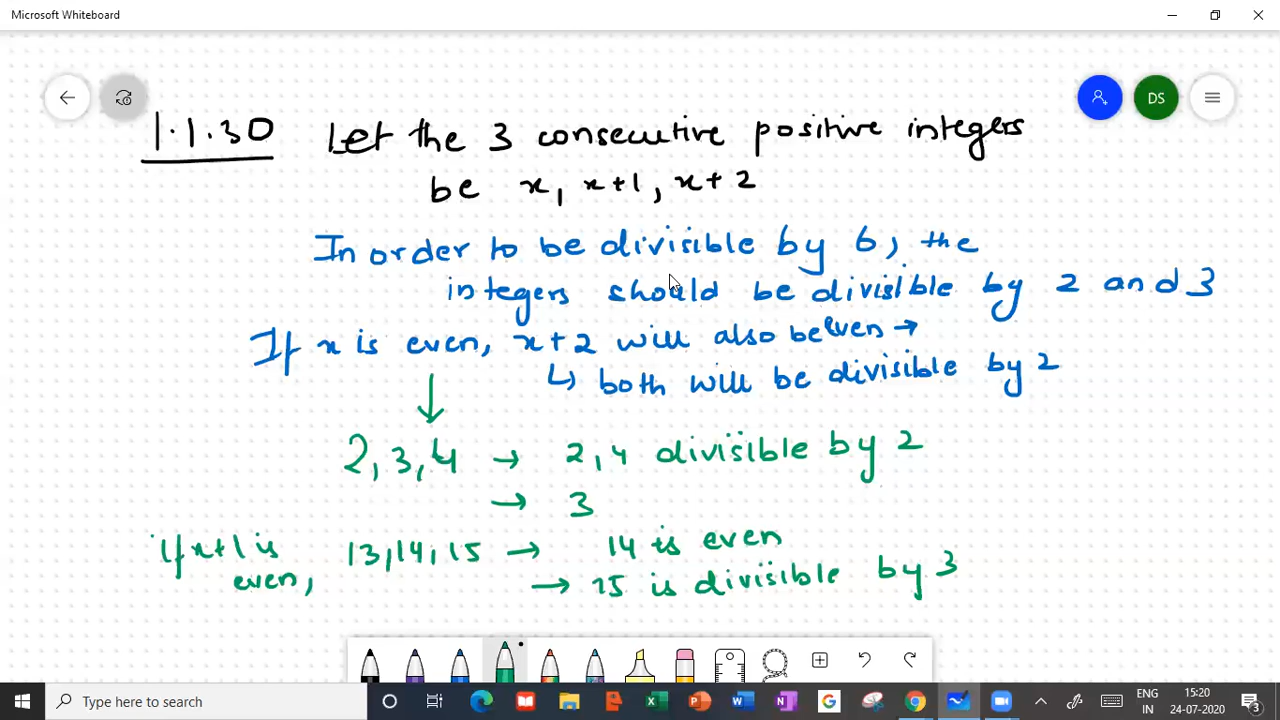 Microsoft Whiteboard
DS
1.1.30 Let the 3 consecutive positive integers
be x, x+1, x+2
In order to be divisible by 6, the
integers should be divisible by 2 and 3
If x is even, x+2 will also be even →
↳ both will be divisible by 2
↓
2,3,4 → 2,4 divisible by 2
→ 3
If x+1 is even, 13,14,15 → 14 is even
→ 15 is divisible by 3
Type here to search
ENG
IN
15:20
24-07-2020
3